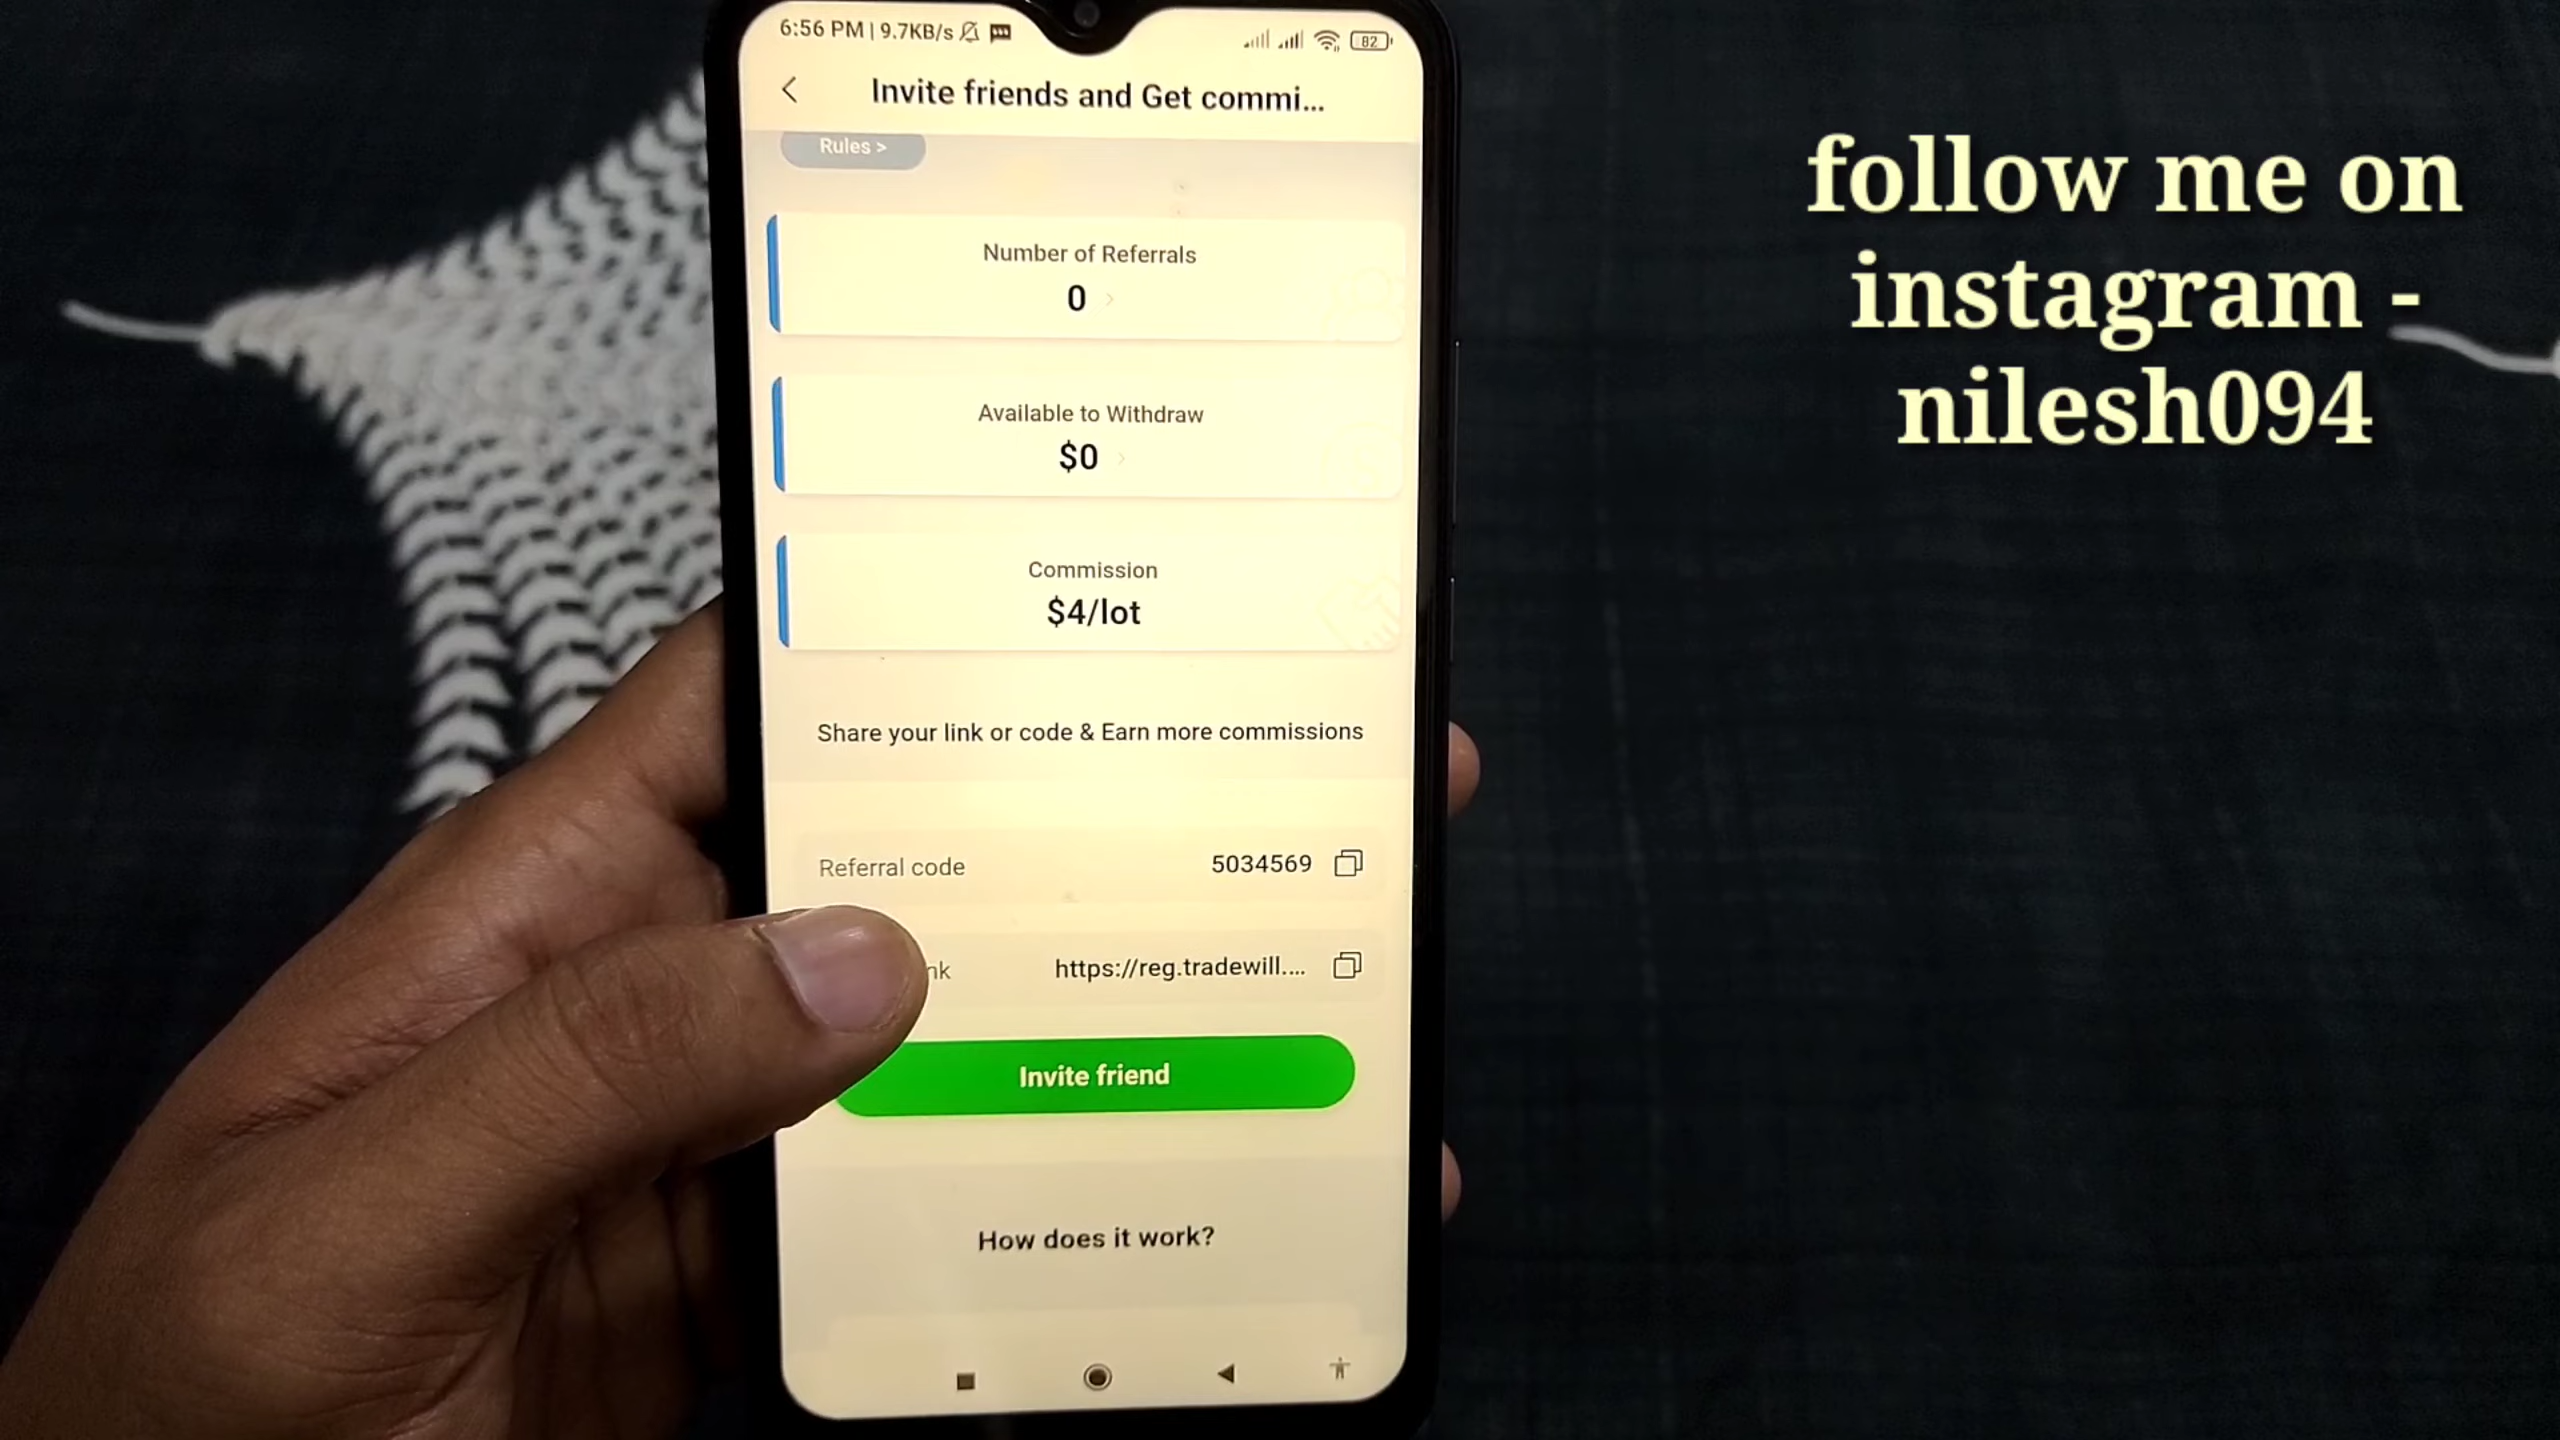 6:56 PM | 9.7KB/s
82
Invite friends and Get commi...
Rules >
Number of Referrals
0
Available to Withdraw
$0
Commission
$4/lot
Share your link or code & Earn more commissions
Referral code 5034569
nk https://reg.tradewill....
Invite friend
How does it work?
follow me on
instagram -
nilesh094